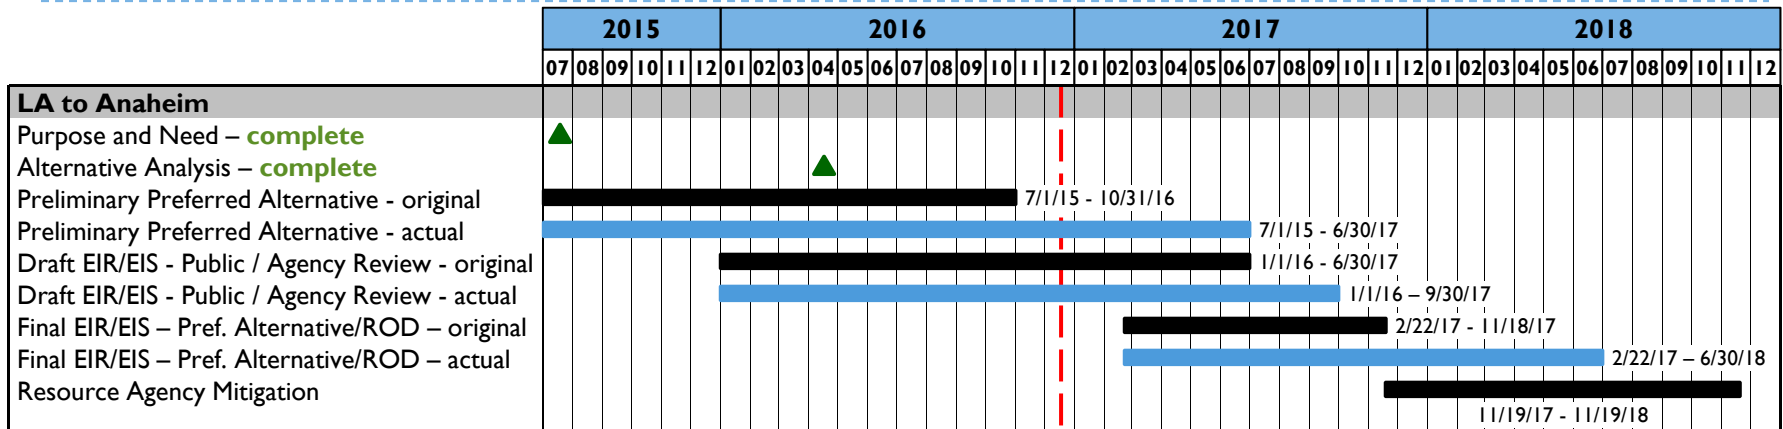 2015 2016 2017 2018
07 08 09 10 11 12 01 02 03 04 05 06 07 08 09 10 11 12 01 02 03 04 05 06 07 08 09 10 11 12 01 02 03 04 05 06 07 08 09 10 11 12
LA to Anaheim
Purpose and Need – complete
Alternative Analysis – complete
Preliminary Preferred Alternative - original 7/1/15 - 10/31/16
Preliminary Preferred Alternative - actual 7/1/15 - 6/30/17
Draft EIR/EIS - Public / Agency Review - original 1/1/16 - 6/30/17
Draft EIR/EIS - Public / Agency Review - actual 1/1/16 – 9/30/17
Final EIR/EIS – Pref. Alternative/ROD – original 2/22/17 - 11/18/17
Final EIR/EIS – Pref. Alternative/ROD – actual 2/22/17 – 6/30/18
Resource Agency Mitigation
11/19/17 - 11/19/18